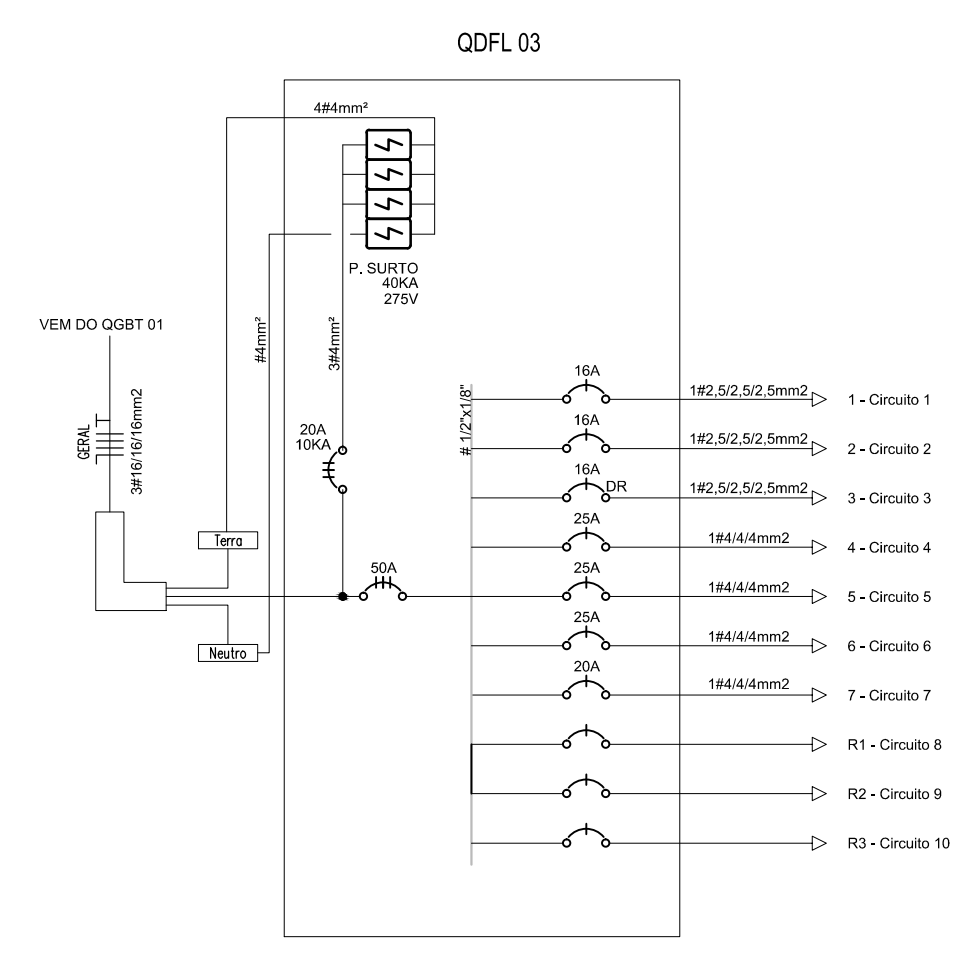 QDFL 03
4#4mm²
P. SURTO
40KA
275V
#4mm²
3#4mm²
VEM DO QGBT 01
GERAL
3#16/16/16mm2
20A
10KA
Terra
Neutro
50A
# 1/2"x1/8"
16A
1#2,5/2,5/2,5mm2
1 - Circuito 1
16A
1#2,5/2,5/2,5mm2
2 - Circuito 2
16A
DR
1#2,5/2,5/2,5mm2
3 - Circuito 3
25A
1#4/4/4mm2
4 - Circuito 4
25A
1#4/4/4mm2
5 - Circuito 5
25A
1#4/4/4mm2
6 - Circuito 6
20A
1#4/4/4mm2
7 - Circuito 7
R1 - Circuito 8
R2 - Circuito 9
R3 - Circuito 10